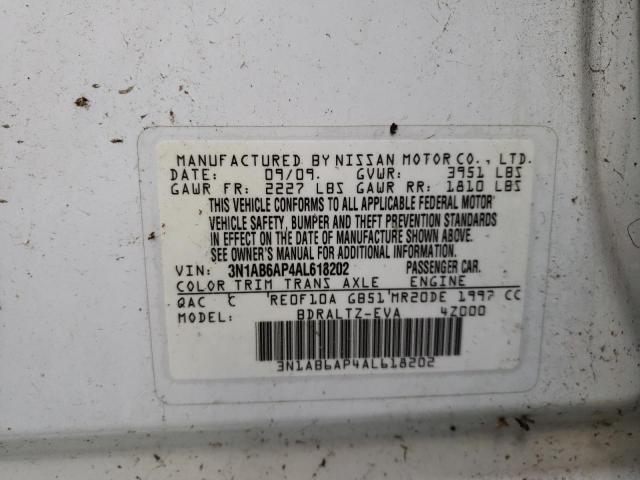 MANUFACTURED BY NISSAN MOTOR CO., LTD.
DATE: 09/09. GVWR: 3951 LBS
GAWR FR: 2227 LBS GAWR RR: 1810 LBS
THIS VEHICLE CONFORMS TO ALL APPLICABLE FEDERAL MOTOR
VEHICLE SAFETY, BUMPER AND THEFT PREVENTION STANDARDS
IN EFFECT ON THE DATE OF MANUFACTURE SHOWN ABOVE.
SEE OWNER'S MANUAL FOR ADDITIONAL INFORMATION.
VIN: 3N1AB6AP4AL618202 PASSENGER CAR.
COLOR TRIM TRANS AXLE ENGINE
QAC C RE0F10A GB51 MR20DE 1997 CC
MODEL: BDRALTZ-EVA 4Z000
3N1AB6AP4AL618202